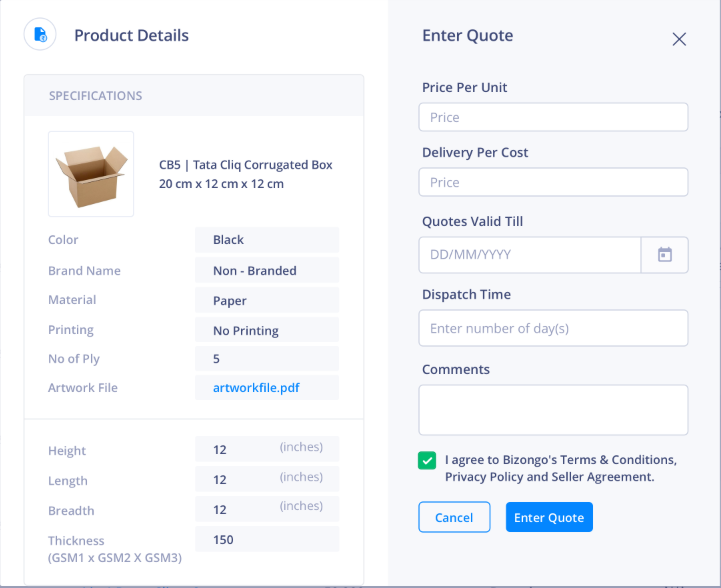 Product Details
SPECIFICATIONS
CB5 | Tata Cliq Corrugated Box
20 cm x 12 cm x 12 cm
Color Black
Brand Name Non - Branded
Material Paper
Printing No Printing
No of Ply 5
Artwork File artworkfile.pdf
Height 12 (inches)
Length 12 (inches)
Breadth 12 (inches)
Thickness 150
(GSM1 x GSM2 X GSM3)
Enter Quote
Price Per Unit
Price
Delivery Per Cost
Price
Quotes Valid Till
DD/MM/YYYY
Dispatch Time
Enter number of day(s)
Comments
I agree to Bizongo's Terms & Conditions,
Privacy Policy and Seller Agreement.
Cancel Enter Quote